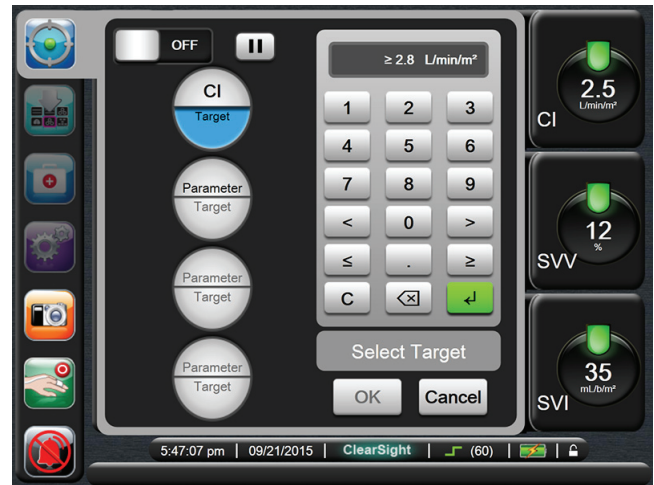 OFF
CI
Target
Parameter
Target
Parameter
Target
Parameter
Target
≥ 2.8 L/min/m²
1 2 3
4 5 6
7 8 9
< 0 >
≤ . ≥
C
Select Target
OK Cancel
2.5
L/min/m²
CI
12
%
SVV
35
mL/b/m²
SVI
5:47:07 pm | 09/21/2015 | ClearSight | (60)